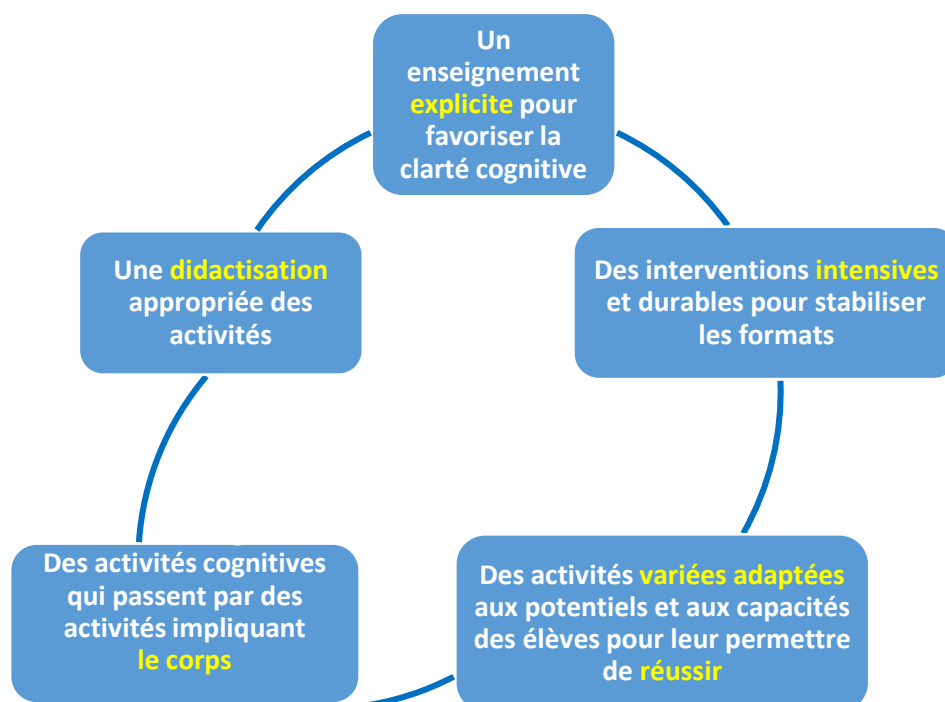 Un
enseignement
explicite pour
favoriser la
clarté cognitive
Une didactisation
appropriée des
activités
Des interventions intensives
et durables pour stabiliser
les formats
Des activités cognitives
qui passent par des
activités impliquant
le corps
Des activités variées adaptées
aux potentiels et aux capacités
des élèves pour leur permettre
de réussir